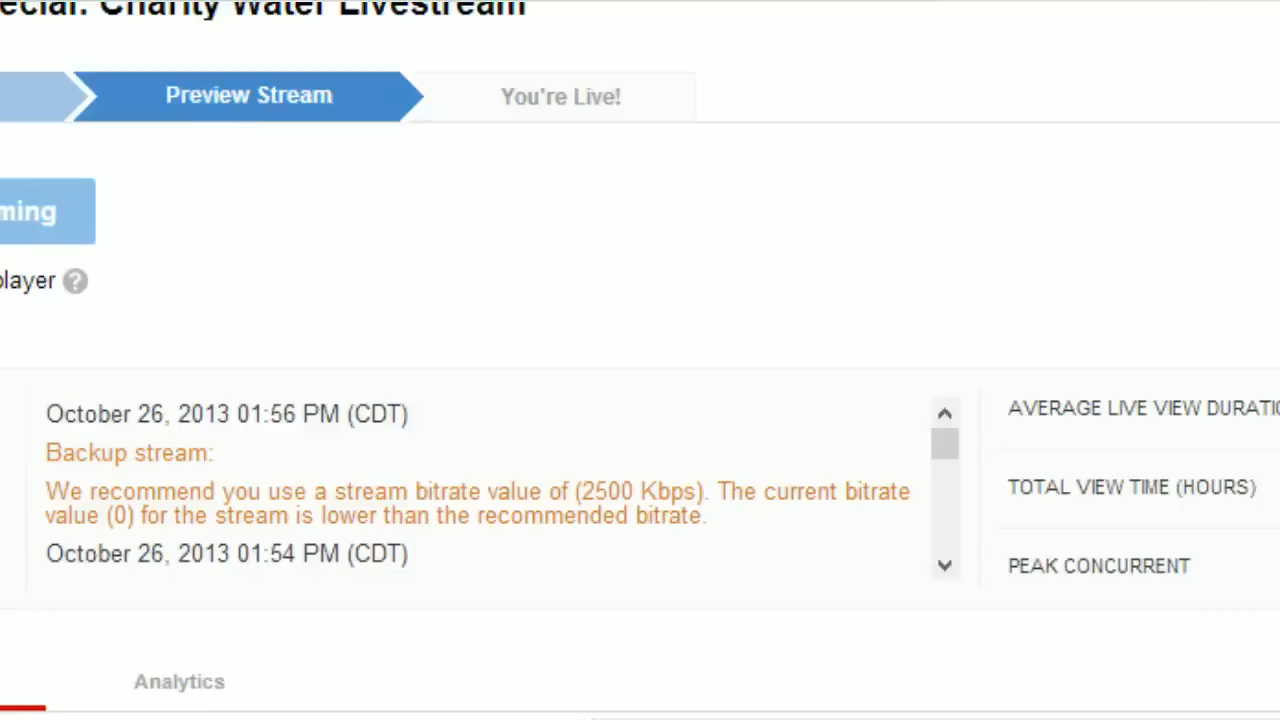 Charity Water Livestream
Preview Stream
You're Live!
October 26, 2013 01:56 PM (CDT)
Backup stream:
We recommend you use a stream bitrate value of (2500 Kbps). The current bitrate
value (0) for the stream is lower than the recommended bitrate.
October 26, 2013 01:54 PM (CDT)
AVERAGE LIVE VIEW
TOTAL VIEW TIME (HOURS)
PEAK CONCURRENT
Analytics